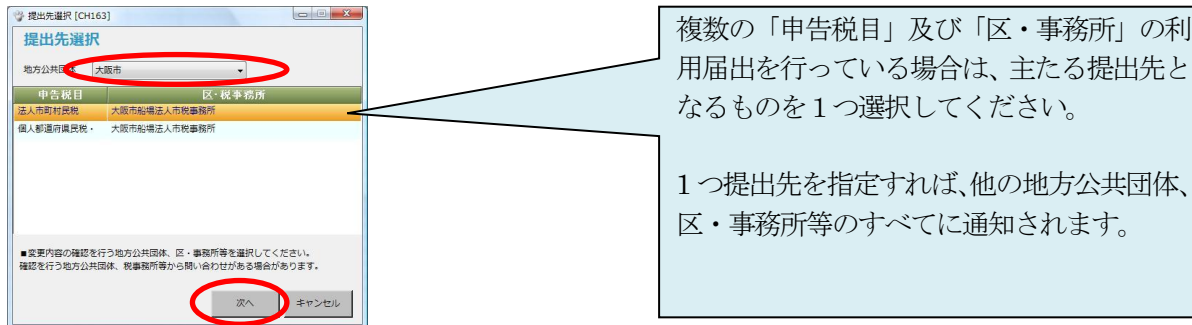 提出先選択 [CH163]
提出先選択
地方公共団体 大阪市
申告税目 区・税事務所
法人市町村民税 大阪市船場法人市税事務所
個人都道府県民税・ 大阪市船場法人市税事務所
■変更内容の確認を行う地方公共団体、区・事務所等を選択してください。
確認を行う地方公共団体、税事務所等から問い合わせがある場合があります。
次へ キャンセル
複数の「申告税目」及び「区・事務所」の利
用届出を行っている場合は、主たる提出先と
なるものを1つ選択してください。
1つ提出先を指定すれば、他の地方公共団体、
区・事務所等のすべてに通知されます。